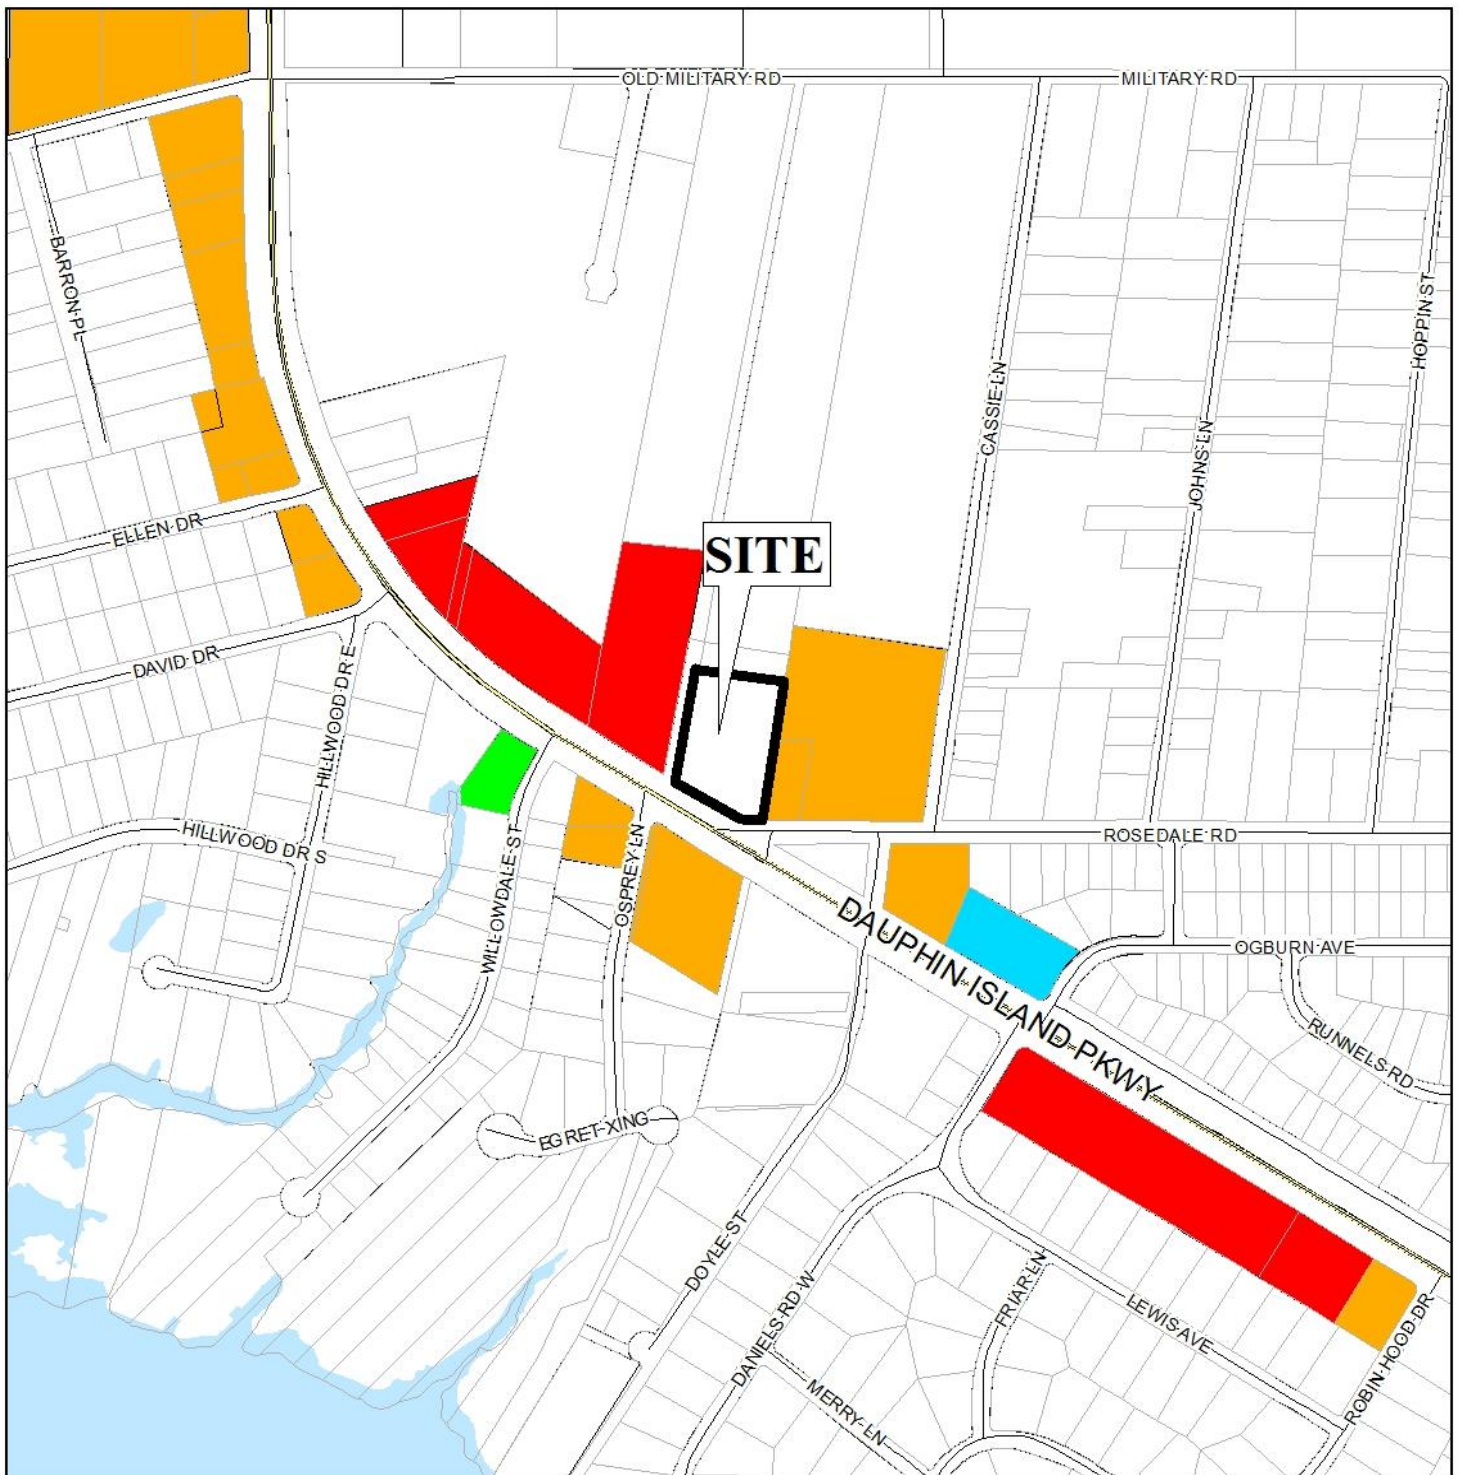 OLD MILITARY RD
MILITARY RD
BARRON PL
HOPPIN ST
CASSIE LN
JOHNS LN
ELLEN DR
SITE
DAVID DR
HILLWOOD DR E
HILLWOOD DR S
ROSEDALE RD
WILLOWDALE ST
OSPREY LN
DAUPHIN ISLAND PKWY
OGBURN AVE
RUNNELS RD
EGRET XING
DOYLE ST
DANIELS RD W
FRIAR LN
LEWIS AVE
MERRY LN
ROBIN HOOD DR